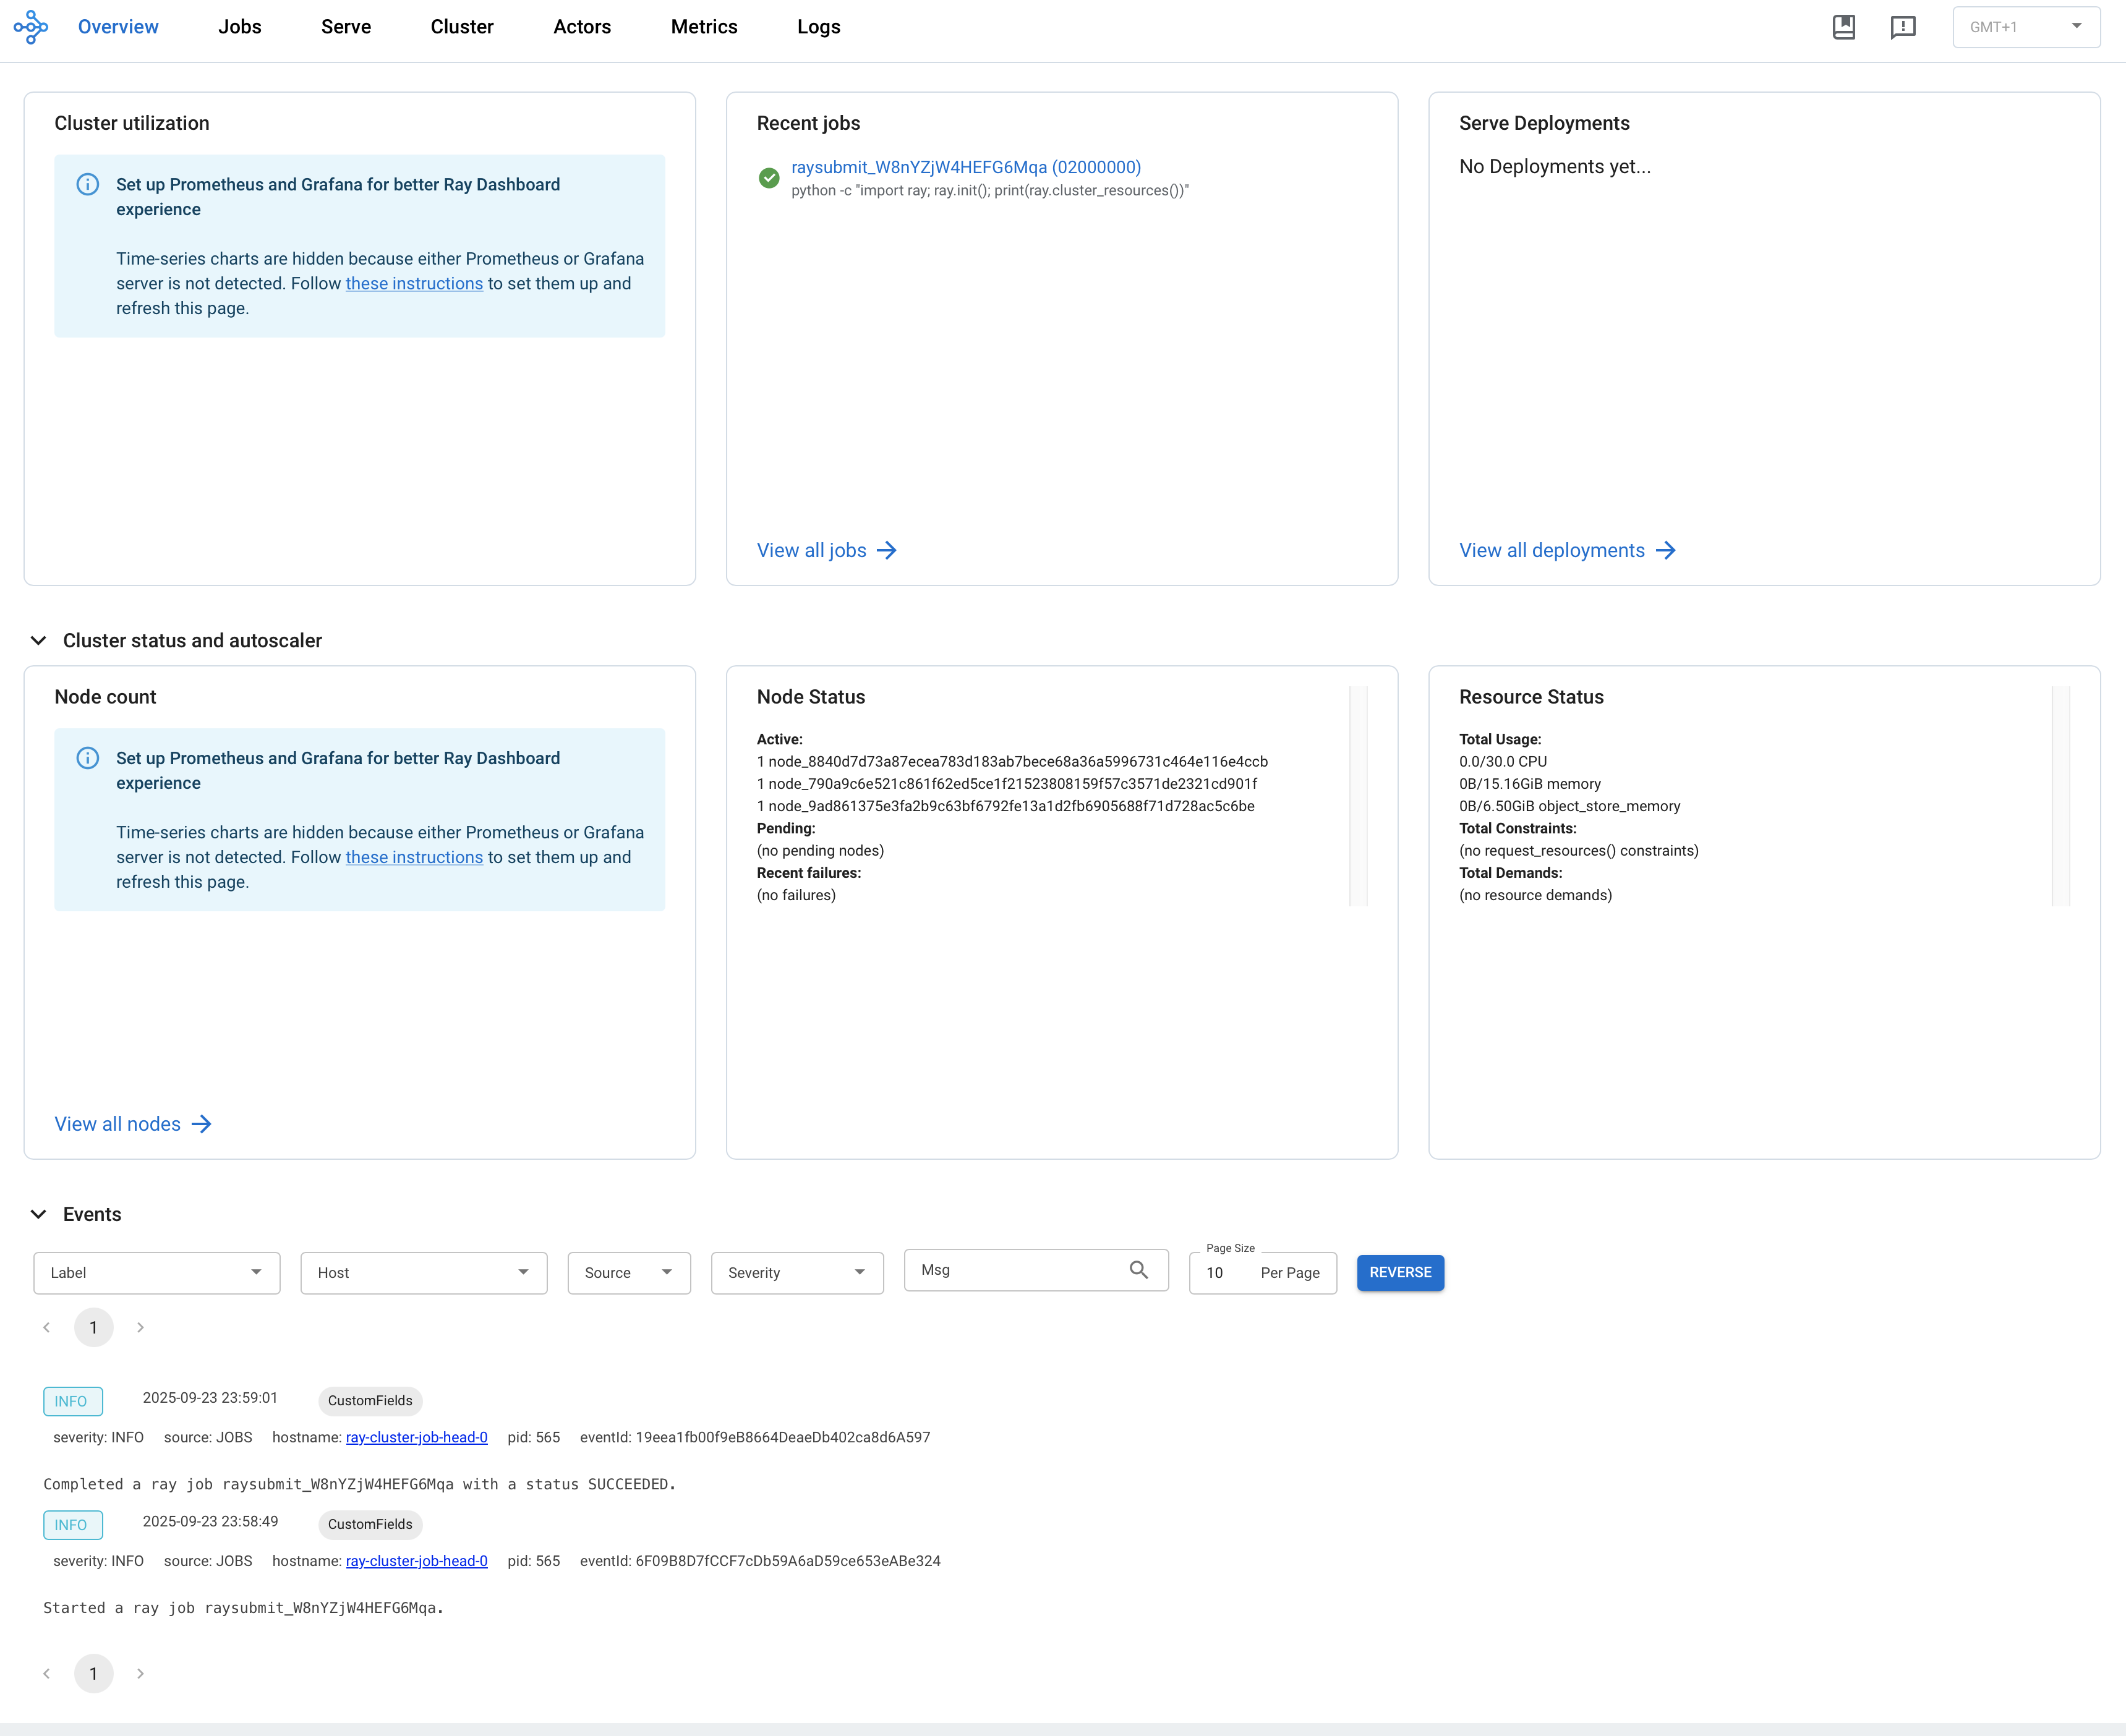 Overview Jobs Serve Cluster Actors Metrics Logs GMT+1
Cluster utilization
Set up Prometheus and Grafana for better Ray Dashboard
experience
Time-series charts are hidden because either Prometheus or Grafana
server is not detected. Follow these instructions to set them up and
refresh this page.
Recent jobs
raysubmit_W8nYZjW4HEFG6Mqa (02000000)
python -c "import ray; ray.init(); print(ray.cluster_resources())"
View all jobs
Serve Deployments
No Deployments yet...
View all deployments
Cluster status and autoscaler
Node count
Set up Prometheus and Grafana for better Ray Dashboard
experience
Time-series charts are hidden because either Prometheus or Grafana
server is not detected. Follow these instructions to set them up and
refresh this page.
View all nodes
Node Status
Active:
1 node_8840d7d73a87ecea783d183ab7bece68a36a5996731c464e116e4ccb
1 node_790a9c6e521c861f62ed5ce1f21523808159f57c3571de2321cd901f
1 node_9ad861375e3fa2b9c63bf6792fe13a1d2fb6905688f71d728ac5c6be
Pending:
(no pending nodes)
Recent failures:
(no failures)
Resource Status
Total Usage:
0.0/30.0 CPU
0B/15.16GiB memory
0B/6.50GiB object_store_memory
Total Constraints:
(no request_resources() constraints)
Total Demands:
(no resource demands)
Events
Label Host Source Severity Msg Page Size 10 Per Page REVERSE
1
INFO 2025-09-23 23:59:01 CustomFields
severity: INFO source: JOBS hostname: ray-cluster-job-head-0 pid: 565 eventId: 19eea1fb00f9eB8664DeaeDb402ca8d6A597
Completed a ray job raysubmit_W8nYZjW4HEFG6Mqa with a status SUCCEEDED.
INFO 2025-09-23 23:58:49 CustomFields
severity: INFO source: JOBS hostname: ray-cluster-job-head-0 pid: 565 eventId: 6F09B8D7fCCF7cDb59A6aD59ce653eABe324
Started a ray job raysubmit_W8nYZjW4HEFG6Mqa.
1